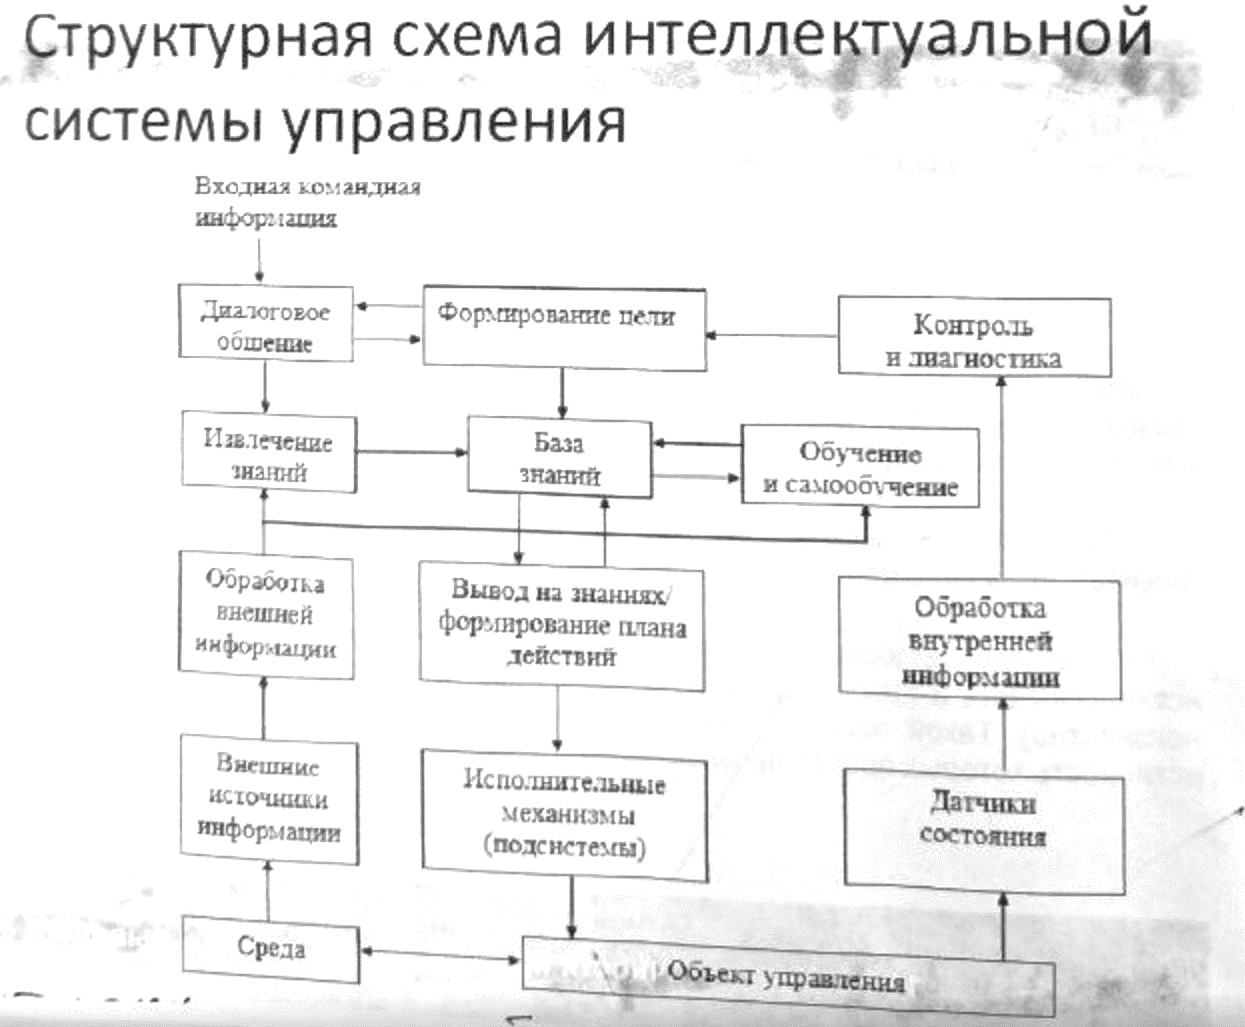 Структурная схема интеллектуальной
системы управления
Входная командная
информация
Диалоговое
общение
Формирование цели
Контроль
и диагностика
Извлечение
знаний
База
знаний
Обучение
и самообучение
Обработка
внешней
информации
Вывод на знаниях/
формирование плана
действий
Обработка
внутренней
информации
Внешние
источники
информации
Исполнительные
механизмы
(подсистемы)
Датчики
состояния
Среда
Объект управления